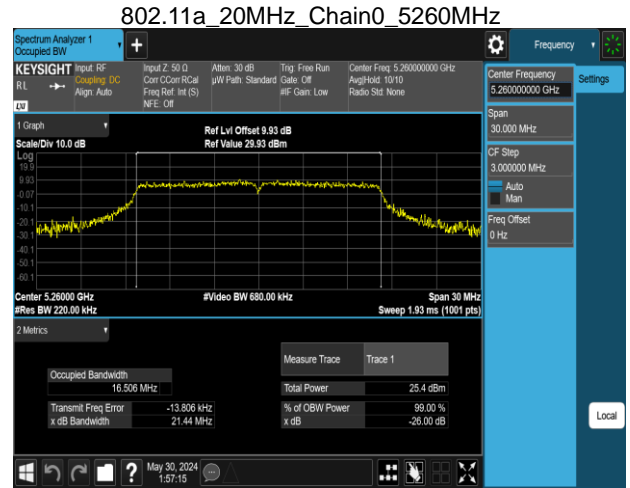 802.11a_20MHz_Chain0_5260MHz
Spectrum Analyzer 1
Occupied BW
+
Frequency
KEYSIGHT
RL
LXI
Input: RF
Coupling: DC
Align: Auto
Input Z: 50 Ω
Corr CCorr RCal
Freq Ref: Int (S)
NFE: Off
Atten: 30 dB
µW Path: Standard
Trig: Free Run
Gate: Off
#IF Gain: Low
Center Freq: 5.260000000 GHz
Avg|Hold: 10/10
Radio Std: None
Center Frequency
5.260000000 GHz
Settings
Span
30.000 MHz
CF Step
3.000000 MHz
Auto
Man
Freq Offset
0 Hz
Local
1 Graph
Scale/Div 10.0 dB
Ref Lvl Offset 9.93 dB
Ref Value 29.93 dBm
Log
19.9
9.93
-0.07
-10.1
-20.1
-30.1
-40.1
-50.1
-60.1
Center 5.26000 GHz
#Res BW 220.00 kHz
#Video BW 680.00 kHz
Span 30 MHz
Sweep 1.93 ms (1001 pts)
2 Metrics
Measure Trace Trace 1
Occupied Bandwidth
16.506 MHz
Total Power 25.4 dBm
Transmit Freq Error -13.806 kHz
% of OBW Power 99.00 %
x dB Bandwidth 21.44 MHz
x dB -26.00 dB
?
May 30, 2024
1:57:15